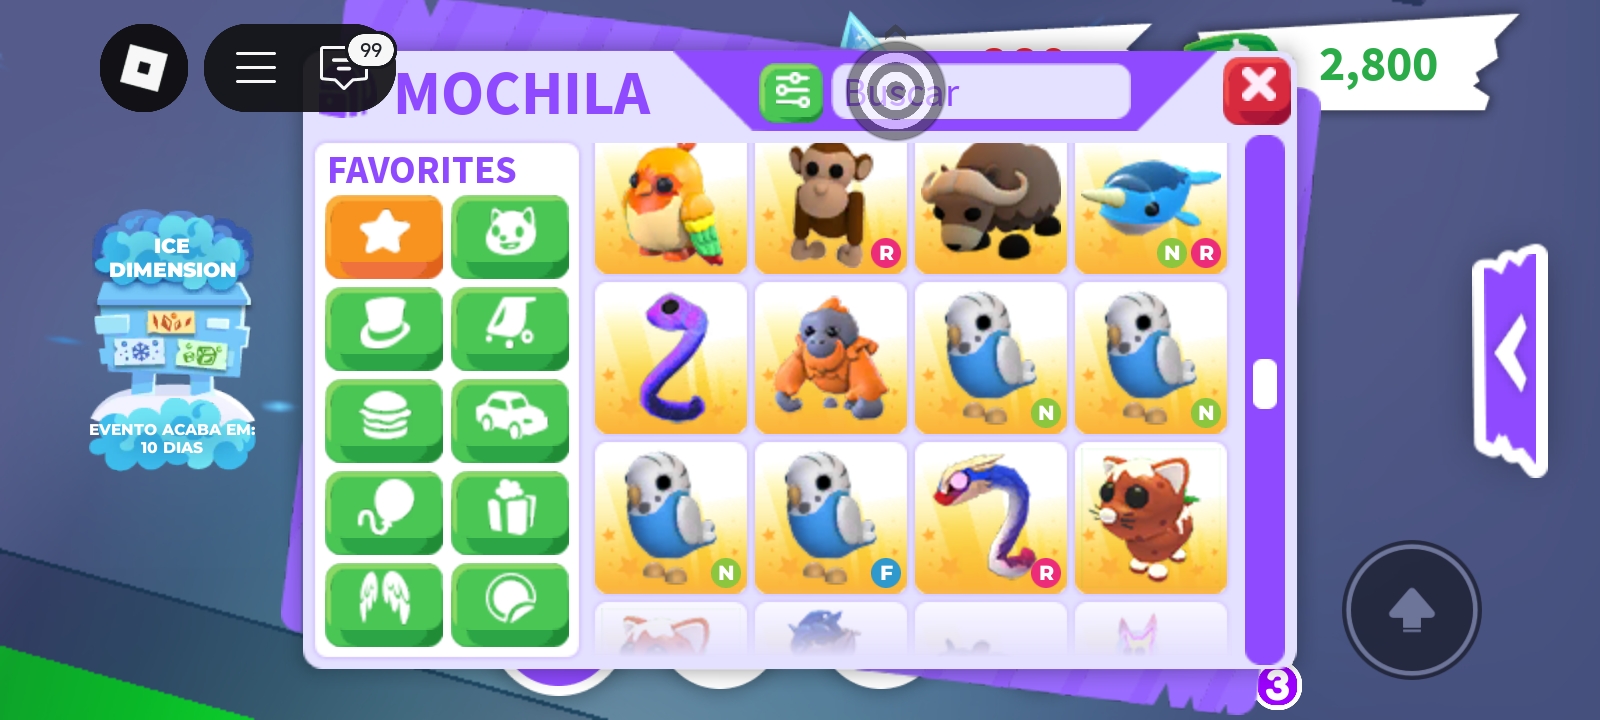 99
MOCHILA
Buscar
2,800
FAVORITES
ICE
DIMENSION
EVENTO ACABA EM:
10 DIAS
R
N R
N
N
N
F
R
3